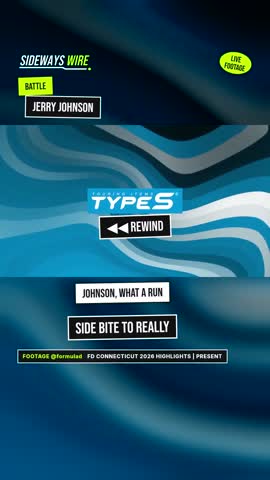 SIDEWAYS WIRE.
LIVE
FOOTAGE
BATTLE
JERRY JOHNSON
TOURING ITEMS
TYPE S
REWIND
JOHNSON, WHAT A RUN
SIDE BITE TO REALLY
FOOTAGE @formulad FD CONNECTICUT 2026 HIGHLIGHTS | PRESENT